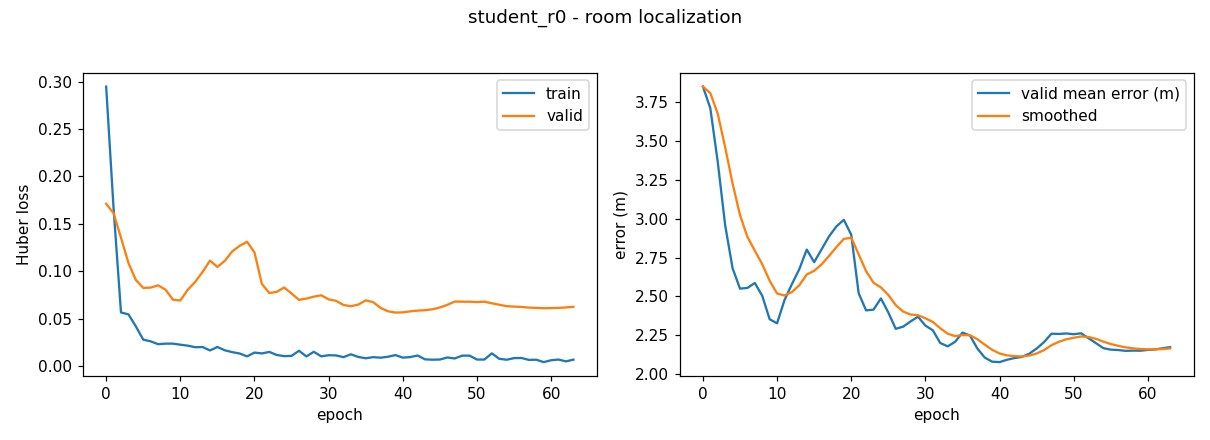 student_r0 - room localization
0.30
0.25
0.20
0.15
0.10
0.05
0.00
Huber loss
train
valid
0 10 20 30 40 50 60
epoch
3.75
3.50
3.25
3.00
2.75
2.50
2.25
2.00
error (m)
valid mean error (m)
smoothed
0 10 20 30 40 50 60
epoch